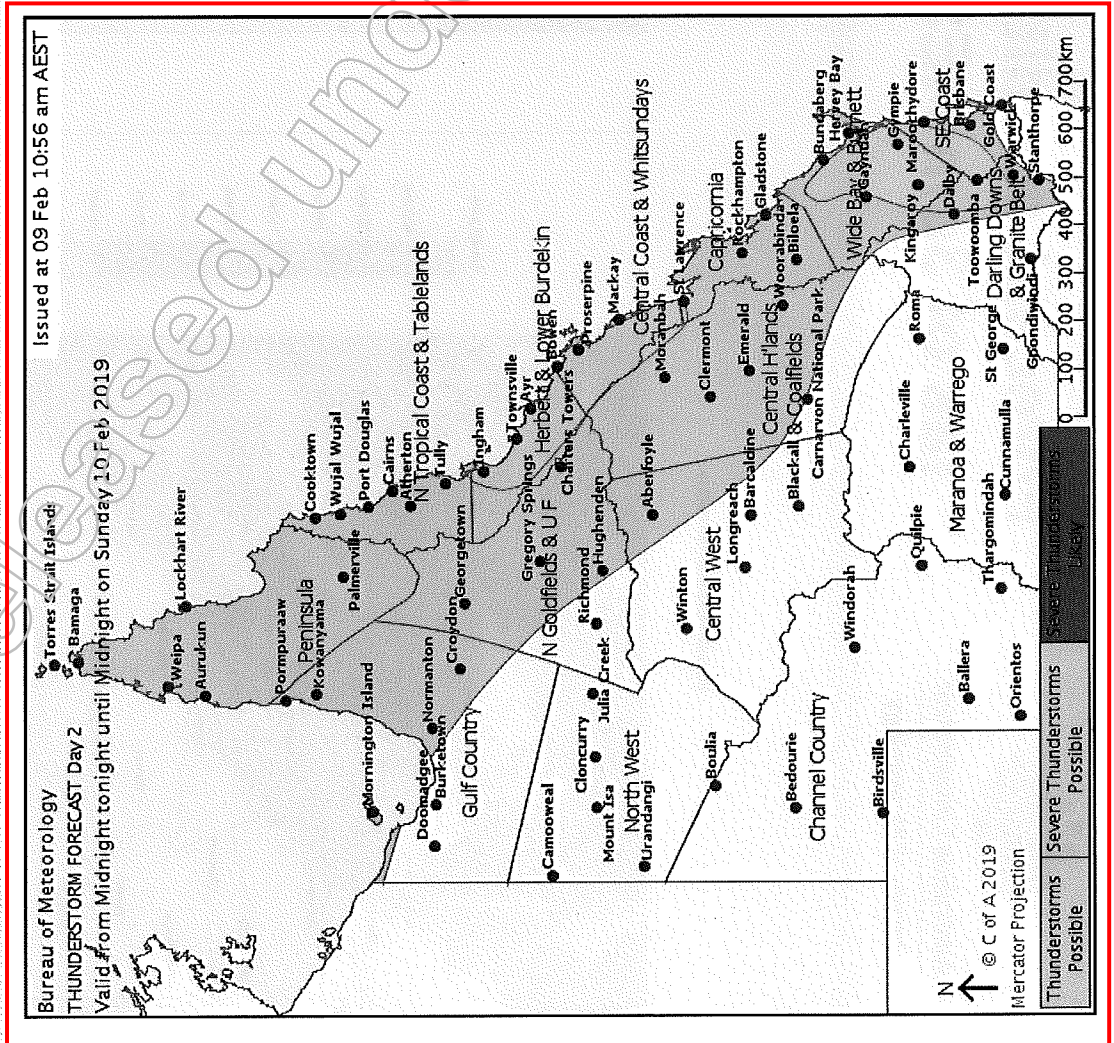 Bureau of Meteorology
THUNDERSTORM FORECAST Day 2
Valid from Midnight tonight until Midnight on Sunday 10 Feb 2019
Issued at 09 Feb 10:56 am AEST
Torres Strait Islands
Bamaga
Weipa
Aurukun
Lockhart River
Pormpuraaw
Peninsula
Kowanyama
Palmerville
Cooktown
Wujal Wujal
Port Douglas
Cairns
Atherton
N Tropical Coast & Tablelands
Tully
Ingham
Mornington Island
Doomadgee
Burketown
Normanton
Gulf Country
Croydon
Georgetown
Townsville
Ayr
Herbert & Lower Burdekin
Bowen
Proserpine
Mackay
Charters Towers
Gregory Springs
N Goldfields & U F
Camooweal
Mount Isa
Cloncurry
Julia Creek
Richmond
Hughenden
North West
Urandangi
Central Coast & Whitsundays
Moranbah
St Lawrence
Aberfoyle
Winton
Central West
Clermont
Capricornia
Rockhampton
Gladstone
Boulia
Longreach
Barcaldine
Emerald
Central H'lands
& Coalfields
Woorabinda
Biloela
Bedourie
Channel Country
Blackall
Carnarvon National Park
Bundaberg
Hervey Bay
Wide Bay & Burnett
Gayndah
Windorah
Birdsville
Gympie
Kingaroy
Maroochydore
Charleville
Roma
Quilpie
SE Coast
Dalby
Brisbane
Toowoomba
Maranoa & Warrego
Ballera
Gold Coast
Darling Downs
& Granite Belt
Warwick
St George
Thargomindah
Cunnamulla
Orientos
Goondiwindi
Stanthorpe
N
© C of A 2019
Mercator Projection
Thunderstorms Possible
Severe Thunderstorms Possible
Severe Thunderstorms Likely
0 100 200 300 400 500 600 700km